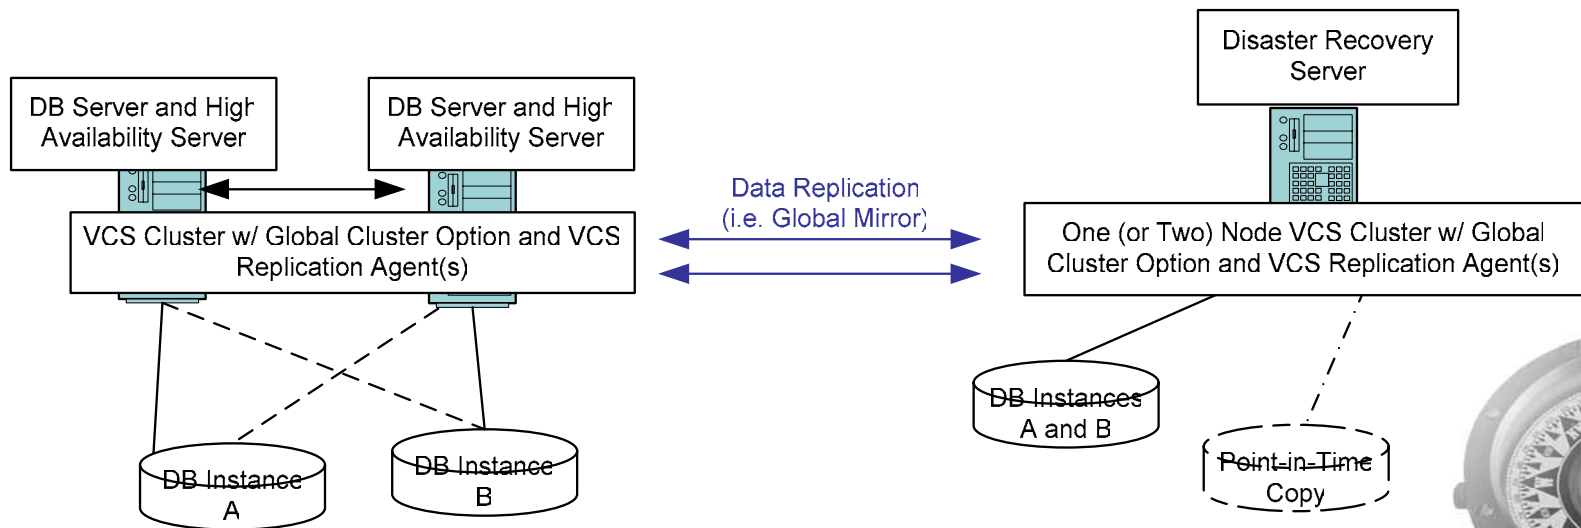 Disaster Recovery
Server
DB Server and High
Availability Server
DB Server and High
Availability Server
Data Replication
(i.e. Global Mirror)
VCS Cluster w/ Global Cluster Option and VCS
Replication Agent(s)
One (or Two) Node VCS Cluster w/ Global
Cluster Option and VCS Replication Agent(s)
DB Instances
A and B
DB Instance
A
DB Instance
B
Point-in-Time
Copy